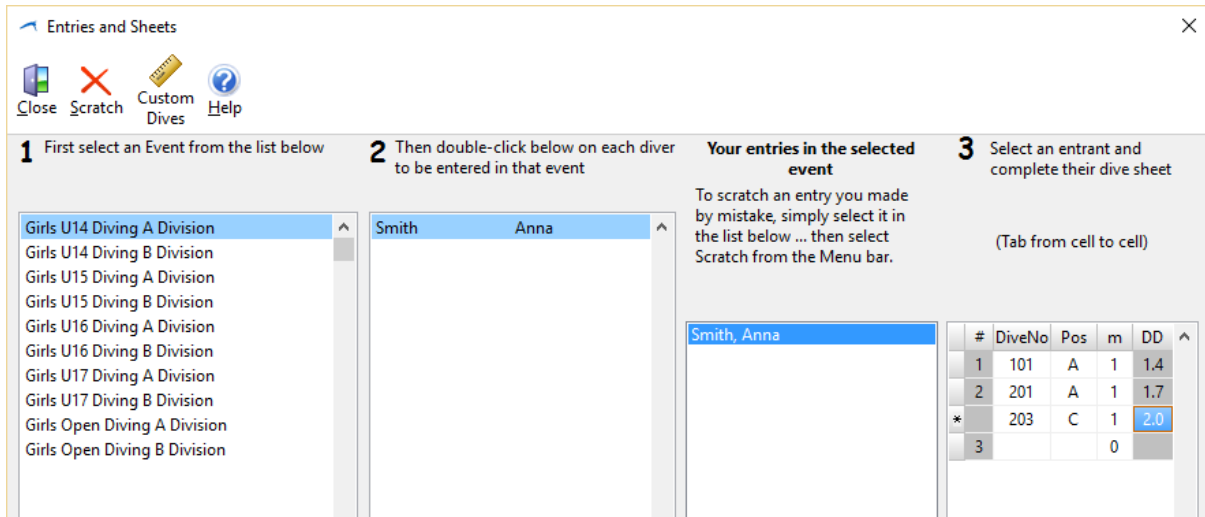 Entries and Sheets
Close Scratch Custom Dives Help
1 First select an Event from the list below
2 Then double-click below on each diver
to be entered in that event
Your entries in the selected
event
To scratch an entry you made
by mistake, simply select it in
the list below ... then select
Scratch from the Menu bar.
3 Select an entrant and
complete their dive sheet
(Tab from cell to cell)
Girls U14 Diving A Division
Girls U14 Diving B Division
Girls U15 Diving A Division
Girls U15 Diving B Division
Girls U16 Diving A Division
Girls U16 Diving B Division
Girls U17 Diving A Division
Girls U17 Diving B Division
Girls Open Diving A Division
Girls Open Diving B Division
Smith Anna
Smith, Anna
# DiveNo Pos m DD
1 101 A 1 1.4
2 201 A 1 1.7
* 203 C 1 2.0
3 0